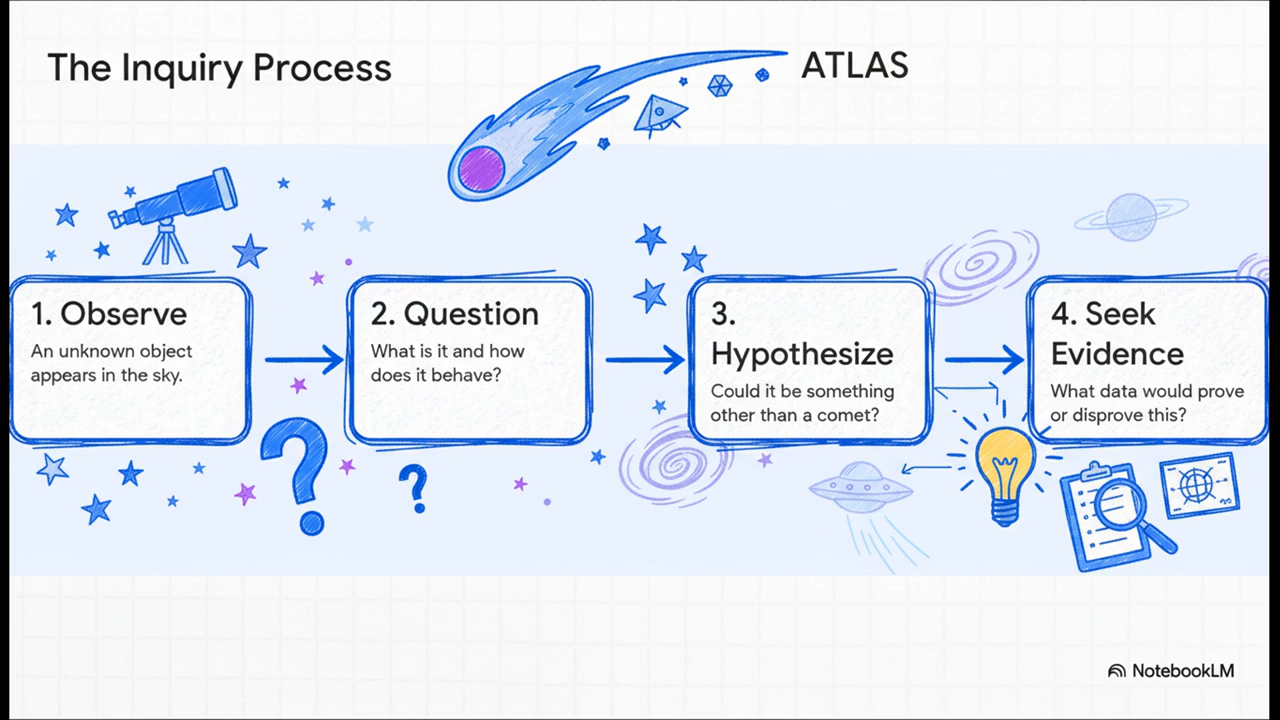 The Inquiry Process
ATLAS
1. Observe
An unknown object
appears in the sky.
2. Question
What is it and how
does it behave?
3.
Hypothesize
Could it be something
other than a comet?
4. Seek
Evidence
What data would prove
or disprove this?
?
?
NotebookLM